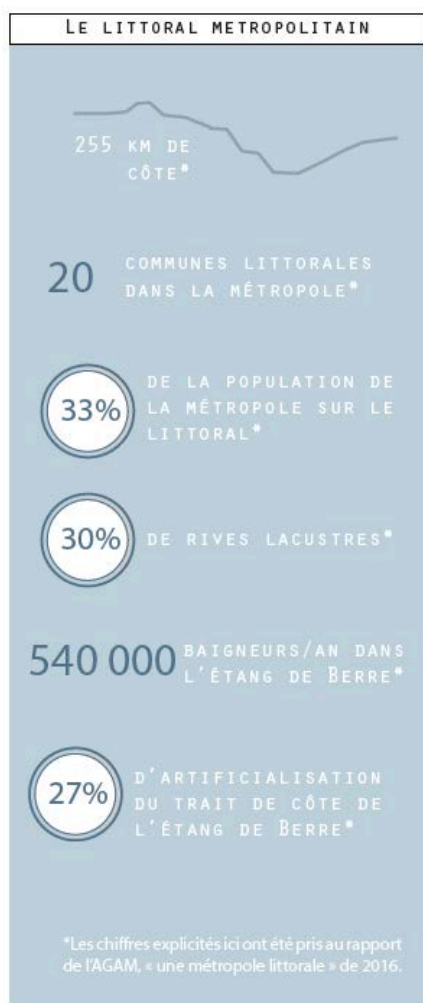 LE LITTORAL METROPOLITAIN
255 KM DE
CÔTE*
20 COMMUNES LITTORALES
DANS LA MÉTROPOLE*
33% DE LA POPULATION DE
LA MÉTROPOLE SUR LE
LITTORAL*
30% DE RIVES LACUSTRES*
540 000 BAIGNEURS/AN DANS
L'ÉTANG DE BERRE*
27% D'ARTIFICIALISATION
DU TRAIT DE CÔTE DE
L'ÉTANG DE BERRE*
*Les chiffres explicités ici ont été pris au rapport
de l'AGAM, « une métropole littorale » de 2016.